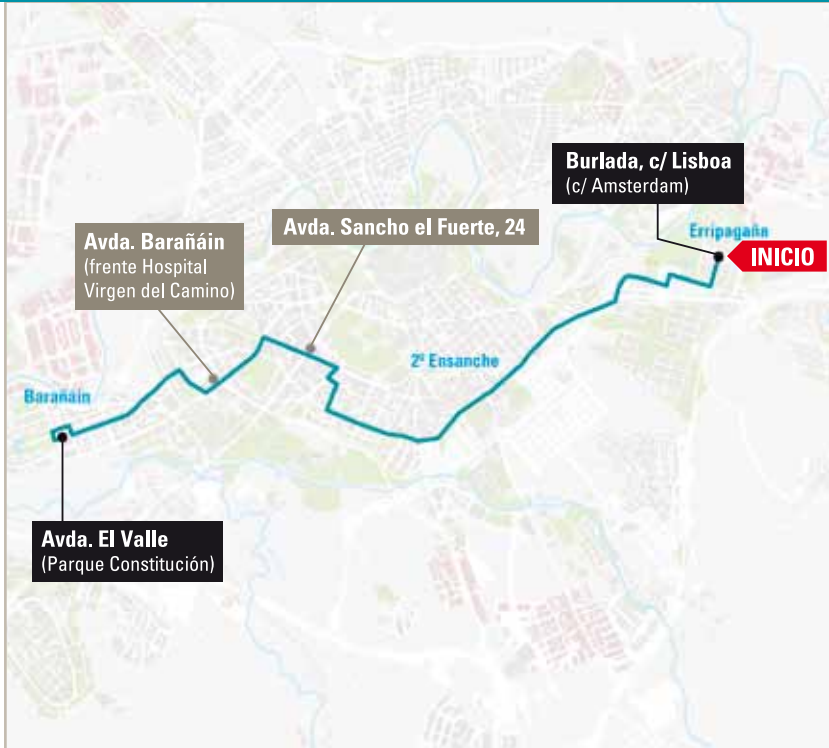 Burlada, c/ Lisboa
(c/ Amsterdam)
Erripagaña
INICIO
Avda. Sancho el Fuerte, 24
Avda. Barañáin
(frente Hospital
Virgen del Camino)
2º Ensanche
Barañáin
Avda. El Valle
(Parque Constitución)